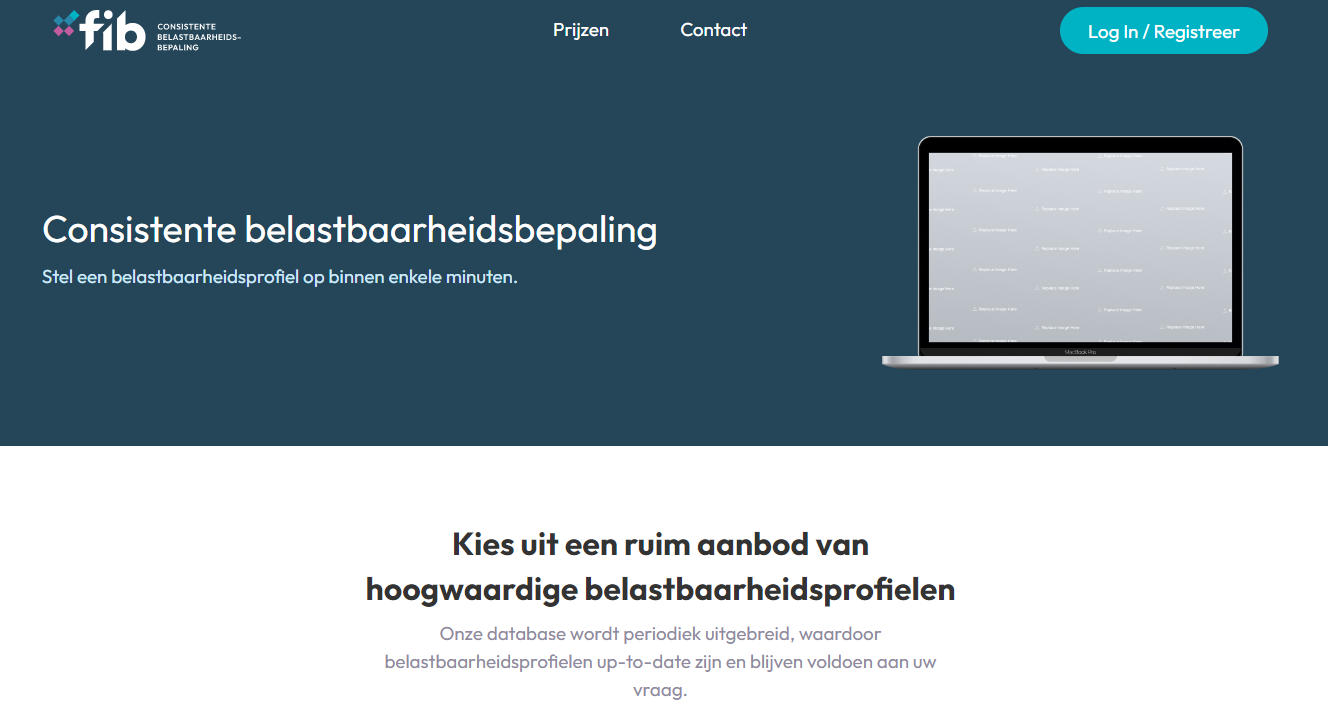 fib
CONSISTENTE
BELASTBAARHEIDS-
BEPALING
Prijzen
Contact
Log In / Registreer
Consistente belastbaarheidsbepaling
Stel een belastbaarheidsprofiel op binnen enkele minuten.
MacBook Pro
Kies uit een ruim aanbod van
hoogwaardige belastbaarheidsprofielen
Onze database wordt periodiek uitgebreid, waardoor
belastbaarheidsprofielen up-to-date zijn en blijven voldoen aan uw
vraag.